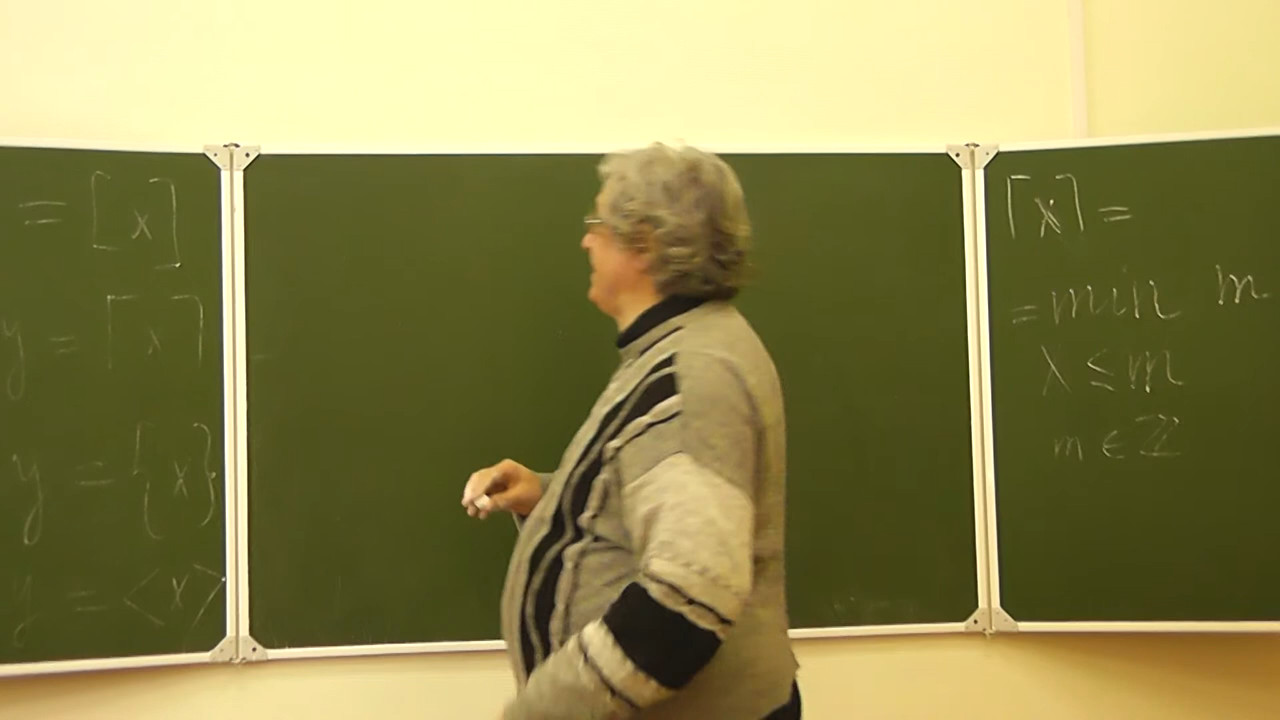 = [x]
y = ⌈x⌉
y = {x}
y = <x>
⌈x⌉ =
= min m
x ≤ m
m ∈ ℤ